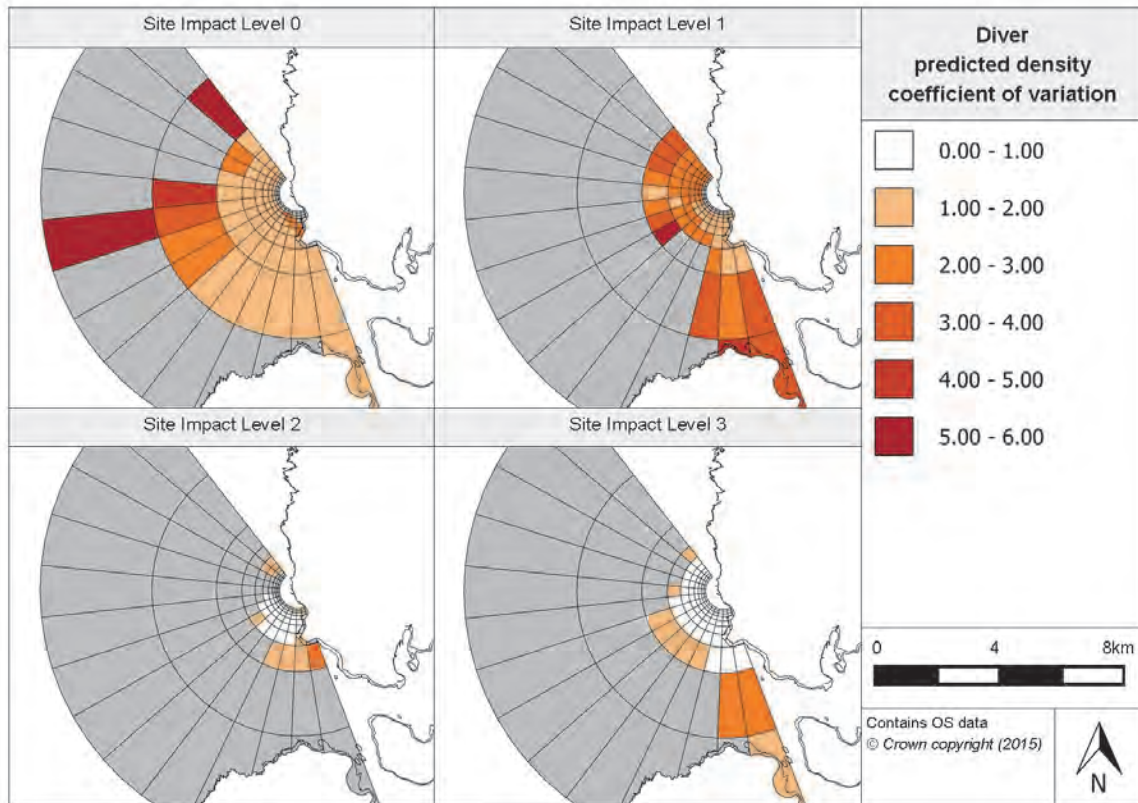 Site Impact Level 0
Site Impact Level 1
Diver
predicted density
coefficient of variation
0.00 - 1.00
1.00 - 2.00
2.00 - 3.00
3.00 - 4.00
4.00 - 5.00
5.00 - 6.00
Site Impact Level 2
Site Impact Level 3
0 4 8km
Contains OS data
© Crown copyright (2015)
N